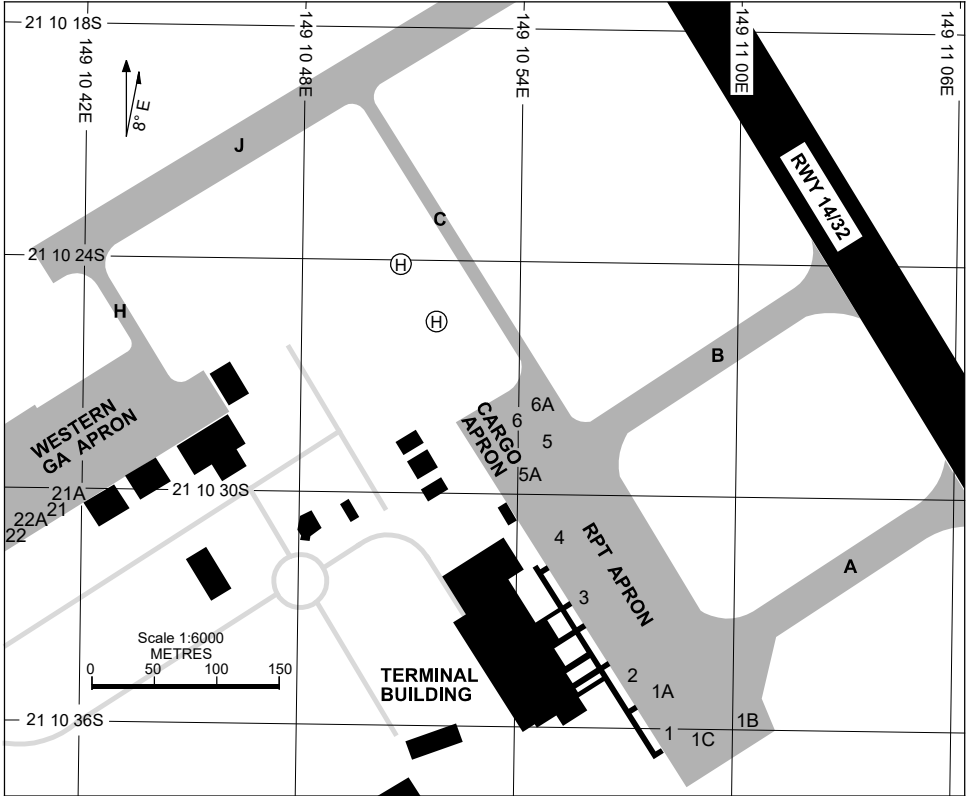 21 10 18S
149 10 42E
149 10 48E
149 10 54E
149 11 00E
149 11 06E
8° E
J
C
RWY 14/32
21 10 24S
H
H
H
B
WESTERN
GA APRON
CARGO
APRON
6A
6
5
5A
21A
21
22A
22
21 10 30S
4
RPT APRON
A
3
Scale 1:6000
METRES
0 50 100 150
TERMINAL
BUILDING
2
1A
21 10 36S
1B
1
1C